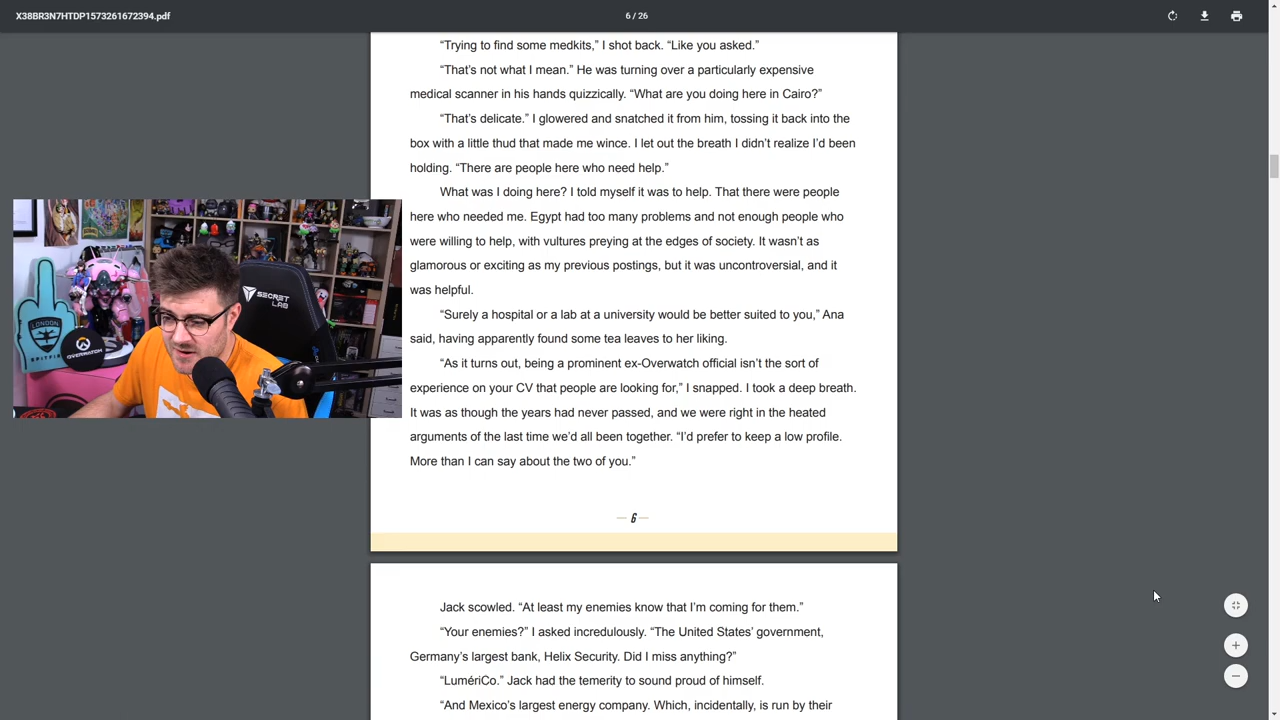 X38BR3N7HTDP1573261672394.pdf
6 / 26
“Trying to find some medkits,” I shot back. “Like you asked.”
“That’s not what I mean.” He was turning over a particularly expensive
medical scanner in his hands quizzically. “What are you doing here in Cairo?”
“That’s delicate.” I glowered and snatched it from him, tossing it back into the
box with a little thud that made me wince. I let out the breath I didn’t realize I’d been
holding. “There are people here who need help.”
What was I doing here? I told myself it was to help. That there were people
here who needed me. Egypt had too many problems and not enough people who
were willing to help, with vultures preying at the edges of society. It wasn’t as
glamorous or exciting as my previous postings, but it was uncontroversial, and it
was helpful.
“Surely a hospital or a lab at a university would be better suited to you,” Ana
said, having apparently found some tea leaves to her liking.
“As it turns out, being a prominent ex-Overwatch official isn’t the sort of
experience on your CV that people are looking for,” I snapped. I took a deep breath.
It was as though the years had never passed, and we were right in the heated
arguments of the last time we’d all been together. “I’d prefer to keep a low profile.
More than I can say about the two of you.”
— 6 —
Jack scowled. “At least my enemies know that I’m coming for them.”
“Your enemies?” I asked incredulously. “The United States’ government,
Germany’s largest bank, Helix Security. Did I miss anything?”
“LumériCo.” Jack had the temerity to sound proud of himself.
“And Mexico’s largest energy company. Which, incidentally, is run by their
SECRET
LAB
LONDON
SPITFIRE
OVERWATCH